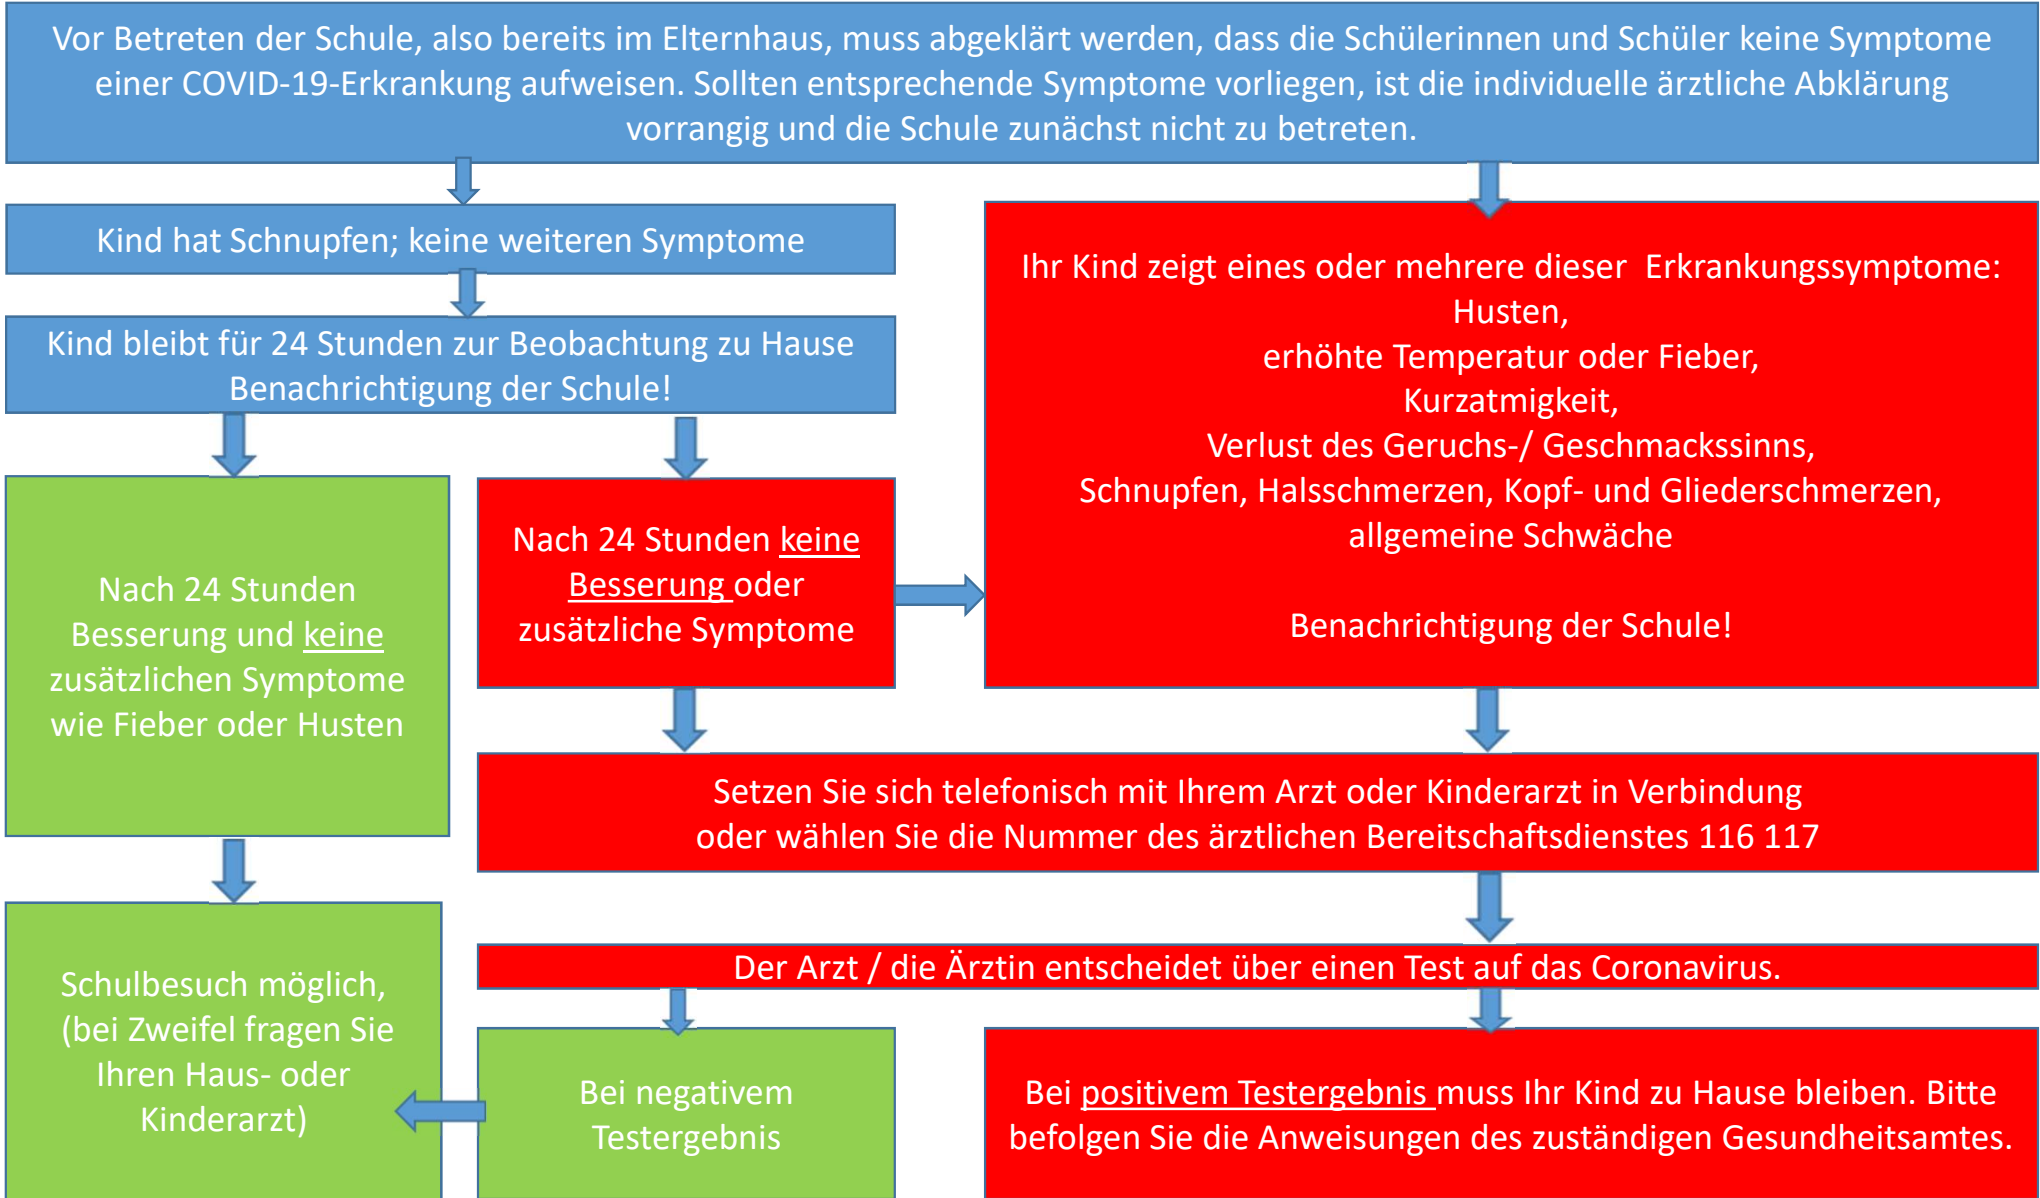 Vor Betreten der Schule, also bereits im Elternhaus, muss abgeklärt werden, dass die Schülerinnen und Schüler keine Symptome
einer COVID-19-Erkrankung aufweisen. Sollten entsprechende Symptome vorliegen, ist die individuelle ärztliche Abklärung
vorrangig und die Schule zunächst nicht zu betreten.
Kind hat Schnupfen; keine weiteren Symptome
Kind bleibt für 24 Stunden zur Beobachtung zu Hause
Benachrichtigung der Schule!
Ihr Kind zeigt eines oder mehrere dieser Erkrankungssymptome:
Husten,
erhöhte Temperatur oder Fieber,
Kurzatmigkeit,
Verlust des Geruchs-/ Geschmackssinns,
Schnupfen, Halsschmerzen, Kopf- und Gliederschmerzen,
allgemeine Schwäche
Benachrichtigung der Schule!
Nach 24 Stunden
Besserung und keine
zusätzlichen Symptome
wie Fieber oder Husten
Nach 24 Stunden keine
Besserung oder
zusätzliche Symptome
Setzen Sie sich telefonisch mit Ihrem Arzt oder Kinderarzt in Verbindung
oder wählen Sie die Nummer des ärztlichen Bereitschaftsdienstes 116 117
Der Arzt / die Ärztin entscheidet über einen Test auf das Coronavirus.
Schulbesuch möglich,
(bei Zweifel fragen Sie
Ihren Haus- oder
Kinderarzt)
Bei negativem
Testergebnis
Bei positivem Testergebnis muss Ihr Kind zu Hause bleiben. Bitte
befolgen Sie die Anweisungen des zuständigen Gesundheitsamtes.